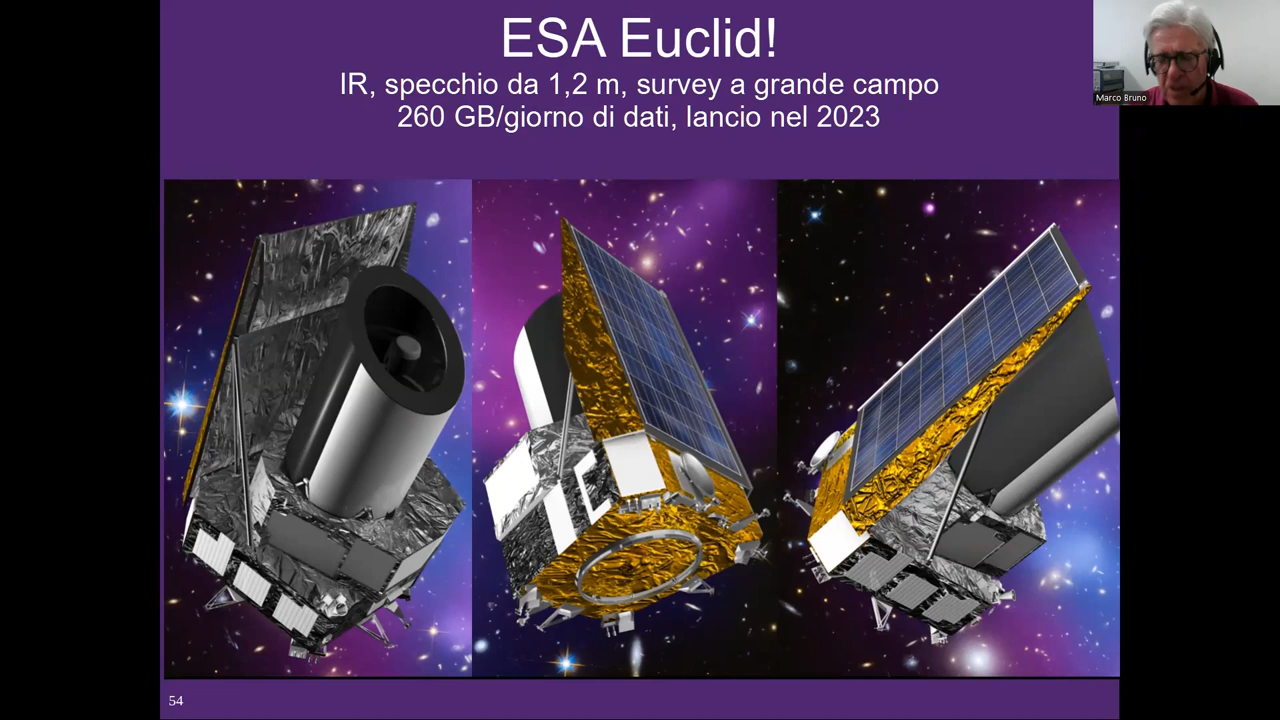 ESA Euclid!
IR, specchio da 1,2 m, survey a grande campo
260 GB/giorno di dati, lancio nel 2023
Marco Bruno
54